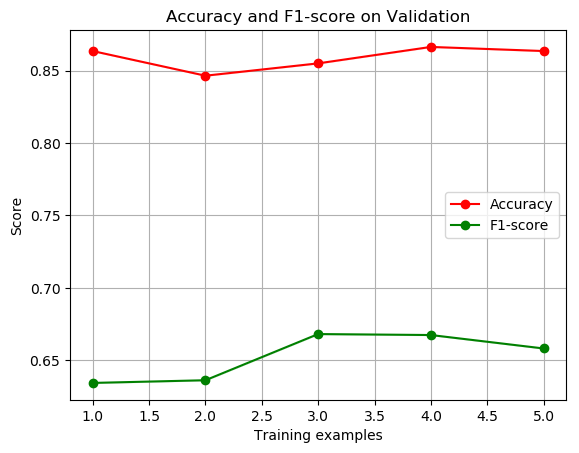 Accuracy and F1-score on Validation
Score
0.85
0.80
0.75
0.70
0.65
Accuracy
F1-score
1.0 1.5 2.0 2.5 3.0 3.5 4.0 4.5 5.0
Training examples